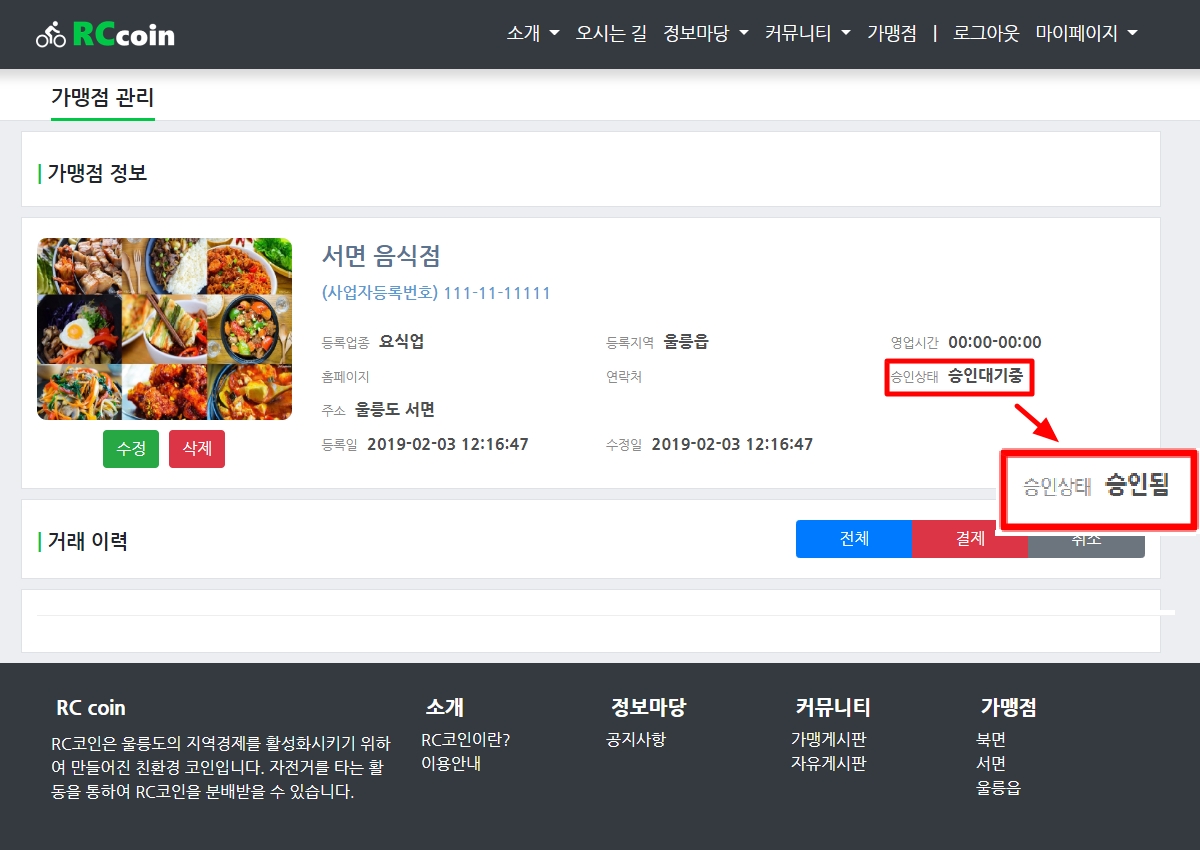 RCcoin
소개 오시는 길 정보마당 커뮤니티 가맹점 | 로그아웃 마이페이지
가맹점 관리
가맹점 정보
서면 음식점
(사업자등록번호) 111-11-11111
등록업종 요식업 등록지역 울릉읍 영업시간 00:00-00:00
홈페이지 연락처 승인상태 승인대기중
주소 울릉도 서면
등록일 2019-02-03 12:16:47 수정일 2019-02-03 12:16:47
수정 삭제
승인상태 승인됨
거래 이력
전체 결제 취소
RC coin
RC코인은 울릉도의 지역경제를 활성화시키기 위하
여 만들어진 친환경 코인입니다. 자전거를 타는 활
동을 통하여 RC코인을 분배받을 수 있습니다.
소개
RC코인이란?
이용안내
정보마당
공지사항
커뮤니티
가맹게시판
자유게시판
가맹점
북면
서면
울릉읍